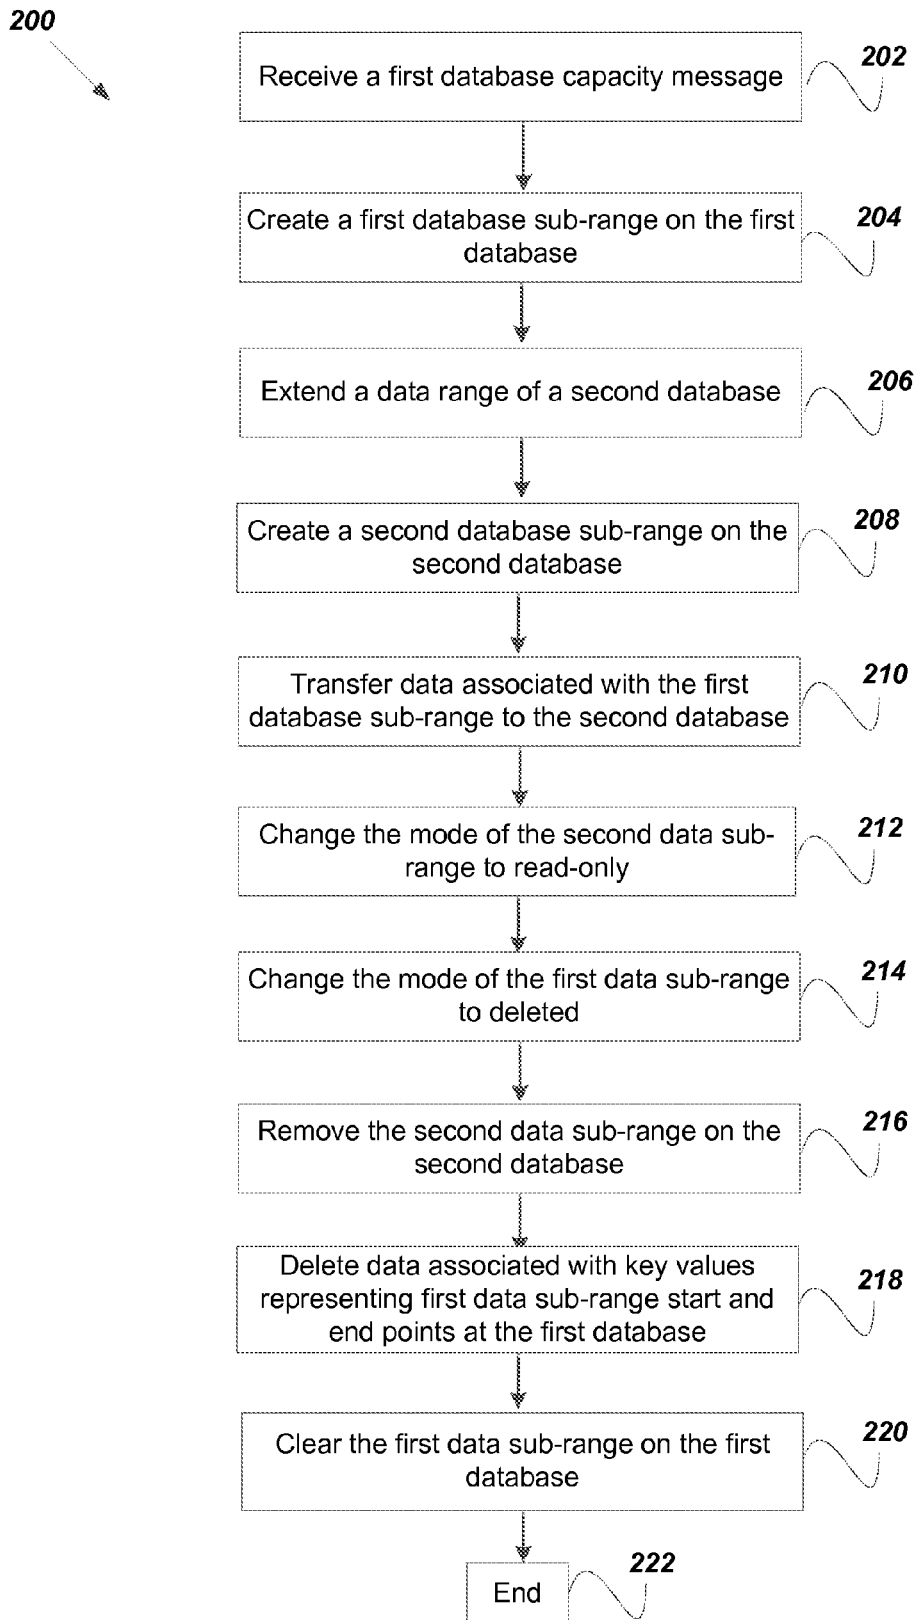 200
Receive a first database capacity message
202
Create a first database sub-range on the first
database
204
Extend a data range of a second database
206
Create a second database sub-range on the
second database
208
Transfer data associated with the first
database sub-range to the second database
210
Change the mode of the second data sub-
range to read-only
212
Change the mode of the first data sub-range
to deleted
214
Remove the second data sub-range on the
second database
216
Delete data associated with key values
representing first data sub-range start and
end points at the first database
218
Clear the first data sub-range on the first
database
220
End
222